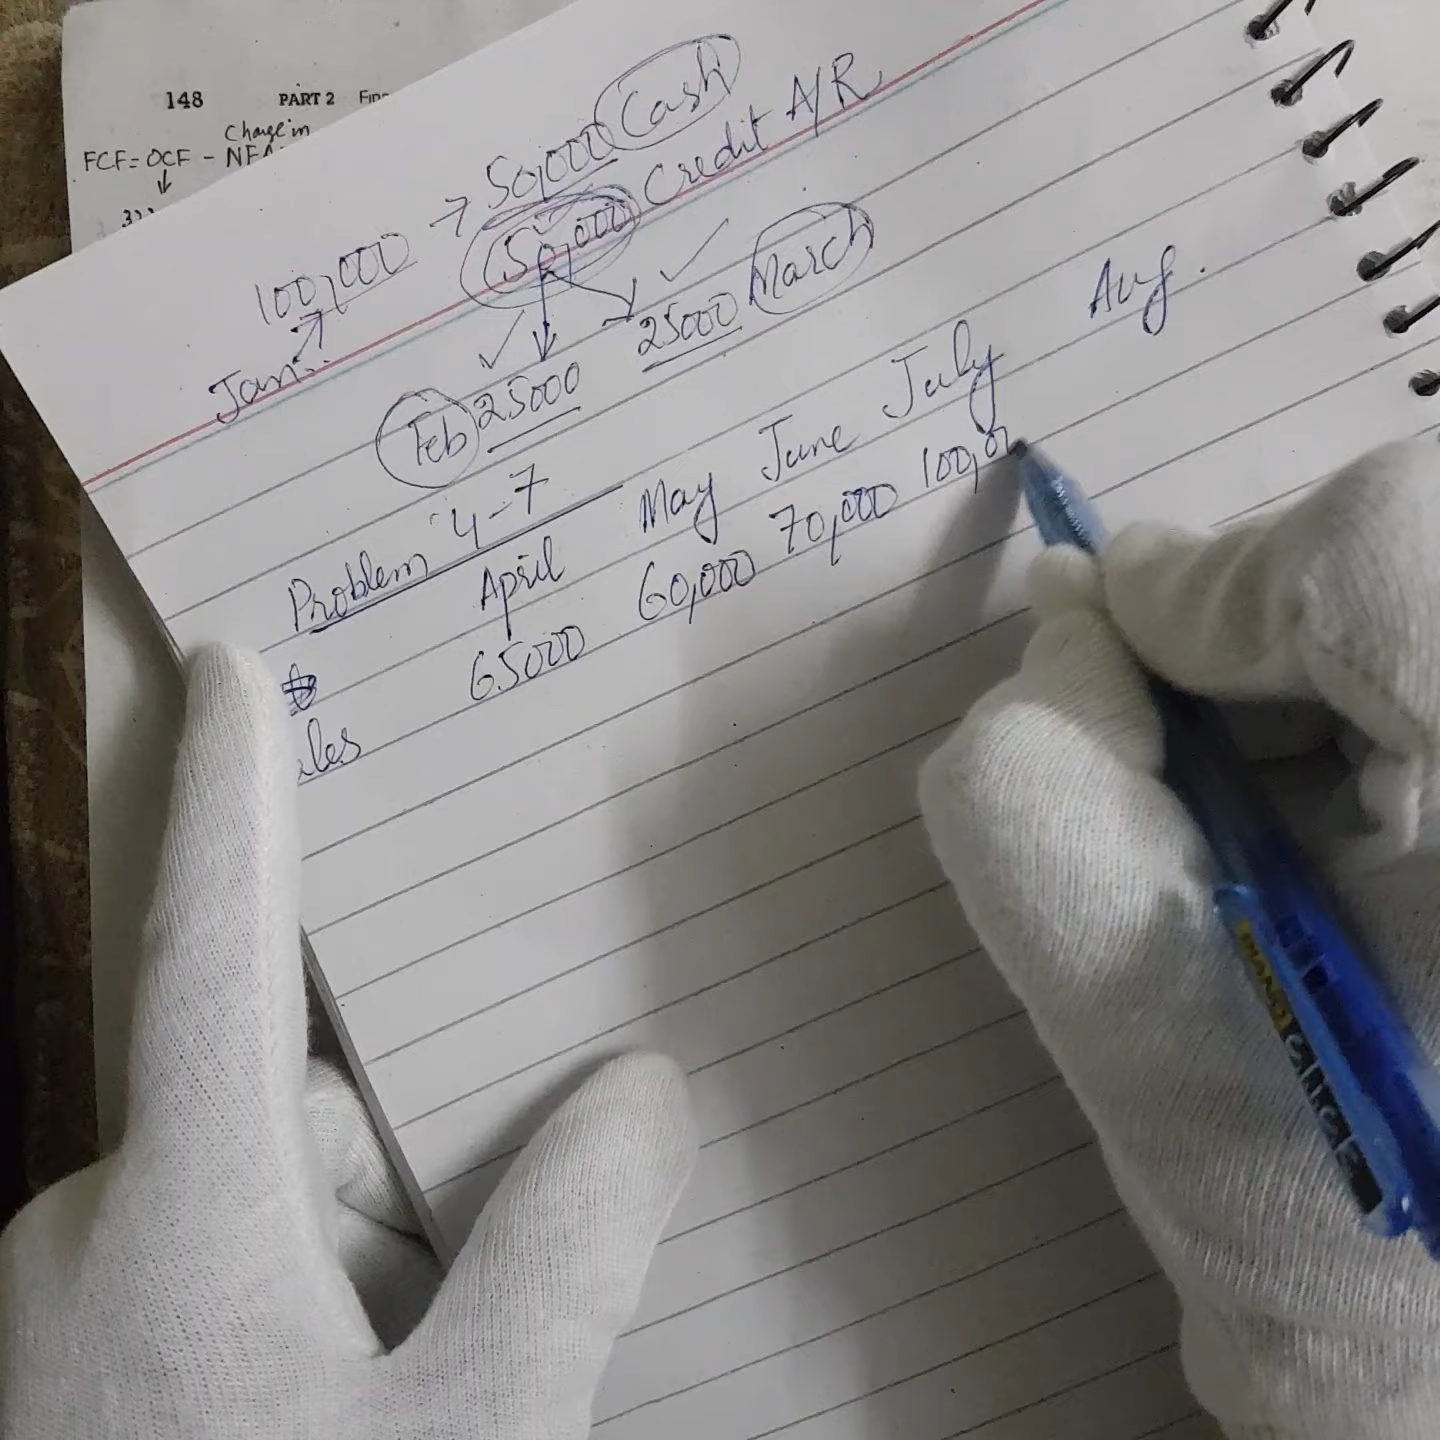 148 PART 2
Change in
FCF = OCF - NFA
→ 50,000 Cash
100,000 50,000 Credit A/R
Jan.
Feb 25000 25000 March
Problem 4-7
April May June July Aug.
les 65000 60,000 70,000 100,0